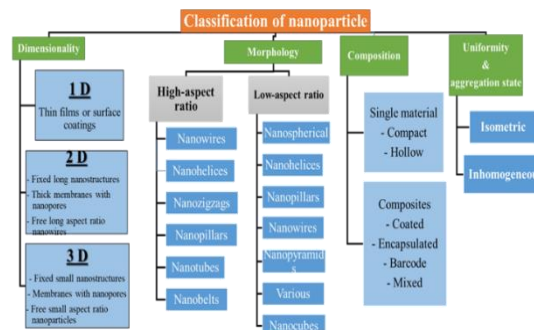 Classification of nanoparticle
Dimensionality
1 D
Thin films or surface
coatings
2 D
- Fixed long nanostructures
- Thick membranes with
nanopores
- Free long aspect ratio
nanowires
3 D
- Fixed small nanostructures
- Membranes with nanopores
- Free small aspect ratio
nanoparticles
Morphology
High-aspect
ratio
Nanowires
Nanohelices
Nanozigzags
Nanopillars
Nanotubes
Nanobelts
Low-aspect ratio
Nanospherical
Nanohelices
Nanopillars
Nanowires
Nanopyramid
s
Various
Nanocubes
Composition
Single material
- Compact
- Hollow
Composites
- Coated
- Encapsulated
- Barcode
- Mixed
Uniformity
&
aggregation state
Isometric
Inhomogeneou